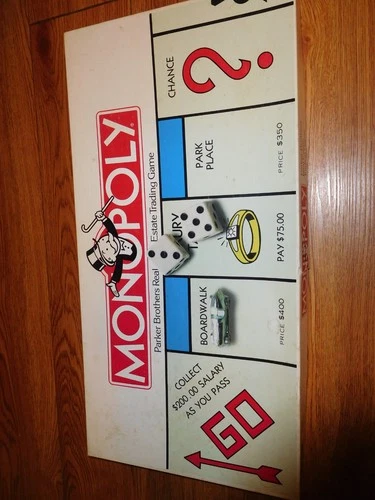 MONOPOLY
Parker Brothers Real Estate Trading Game
COLLECT
$200.00 SALARY
AS YOU PASS
GO
BOARDWALK
PRICE $400
PAY $75.00
PARK
PLACE
PRICE $350
CHANCE
?